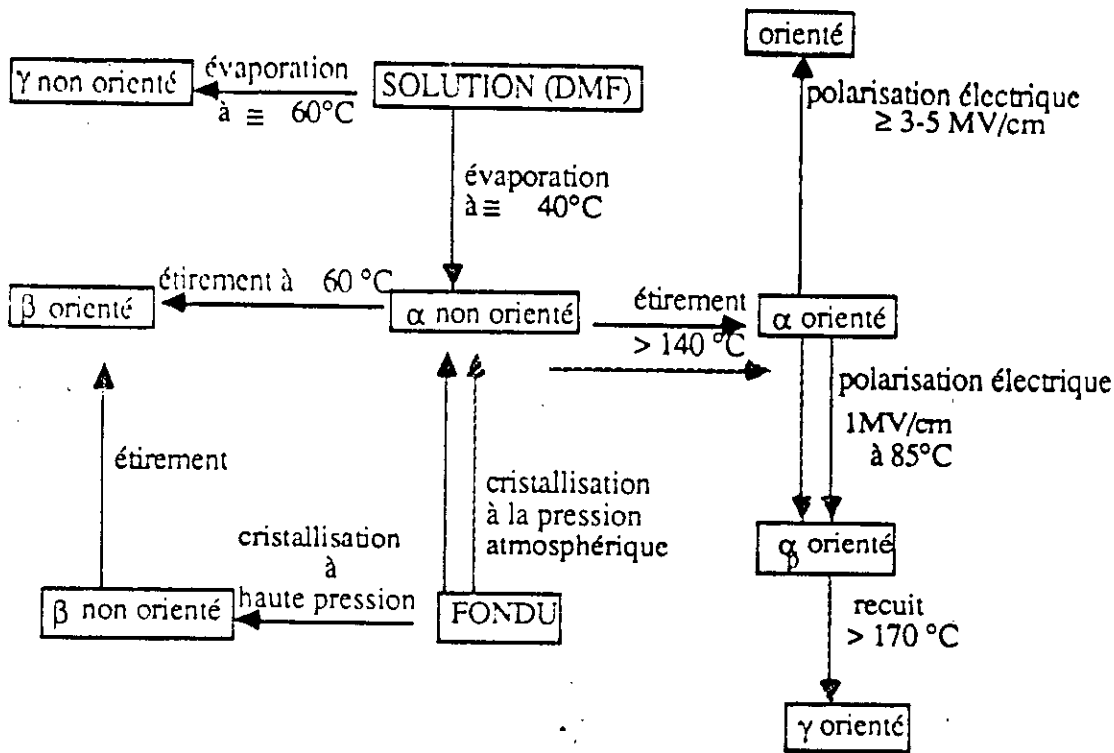 orienté
γ non orienté
évaporation
à ≅ 60°C
SOLUTION (DMF)
polarisation électrique
≥ 3-5 MV/cm
évaporation
à ≅ 40°C
β orienté
étirement à 60 °C
α non orienté
étirement
> 140 °C
α orienté
polarisation électrique
1MV/cm
à 85°C
étirement
cristallisation
à la pression
atmosphérique
cristallisation
à
haute pression
β non orienté
FONDU
αp orienté
recuit
> 170 °C
γ orienté